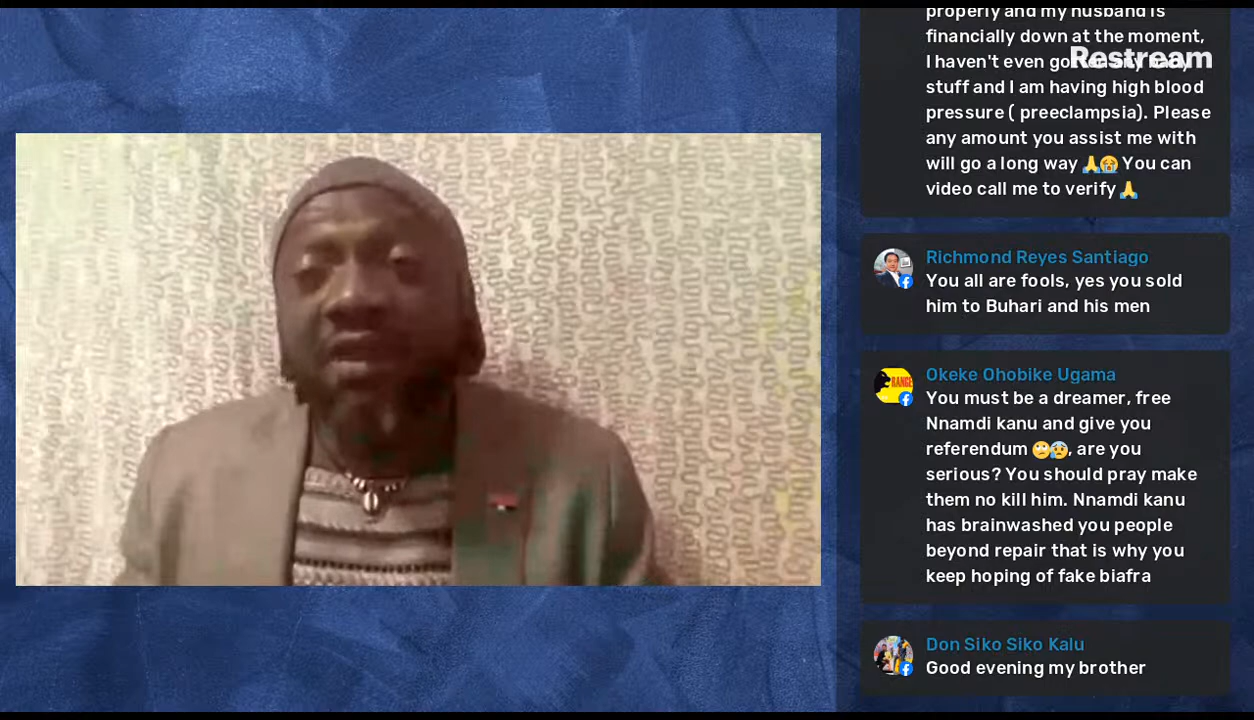 properly and my husband is
financially down at the moment,
I haven't even go
stuff and I am having high blood
pressure ( preeclampsia). Please
any amount you assist me with
will go a long way 🙏😭 You can
video call me to verify 🙏
Restream
Richmond Reyes Santiago
You all are fools, yes you sold
him to Buhari and his men
RANGE
Okeke Ohobike Ugama
You must be a dreamer, free
Nnamdi kanu and give you
referendum 🙄😰, are you
serious? You should pray make
them no kill him. Nnamdi kanu
has brainwashed you people
beyond repair that is why you
keep hoping of fake biafra
Don Siko Siko Kalu
Good evening my brother